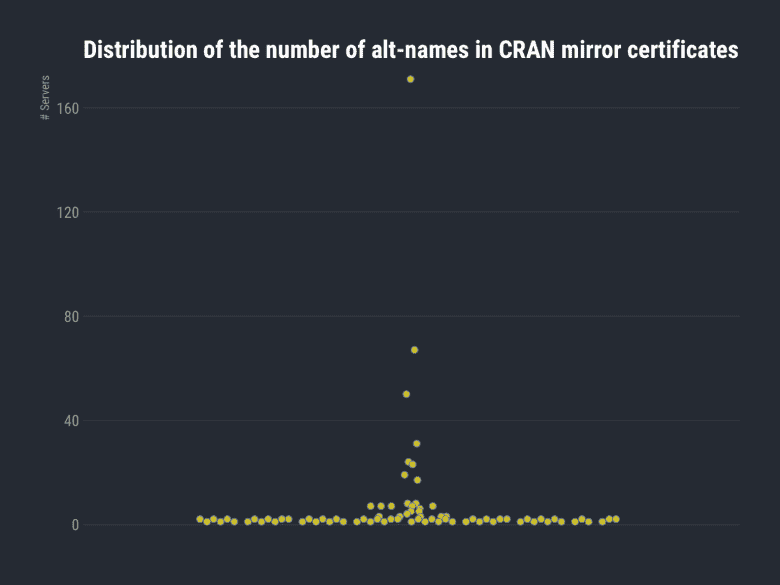 Distribution of the number of alt-names in CRAN mirror certificates
# Servers
160
120
80
40
0